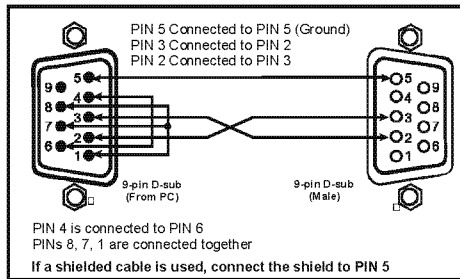 PIN 5 Connected to PIN 5 (Ground)
PIN 3 Connected to PIN 2
PIN 2 Connected to PIN 3
5
9
4
8
3
7
2
6
1
5
9
4
8
3
7
2
6
1
9-pin D-sub
(From PC)
9-pin D-sub
(Male)
PIN 4 is connected to PIN 6
PINs 8, 7, 1 are connected together
If a shielded cable is used, connect the shield to PIN 5